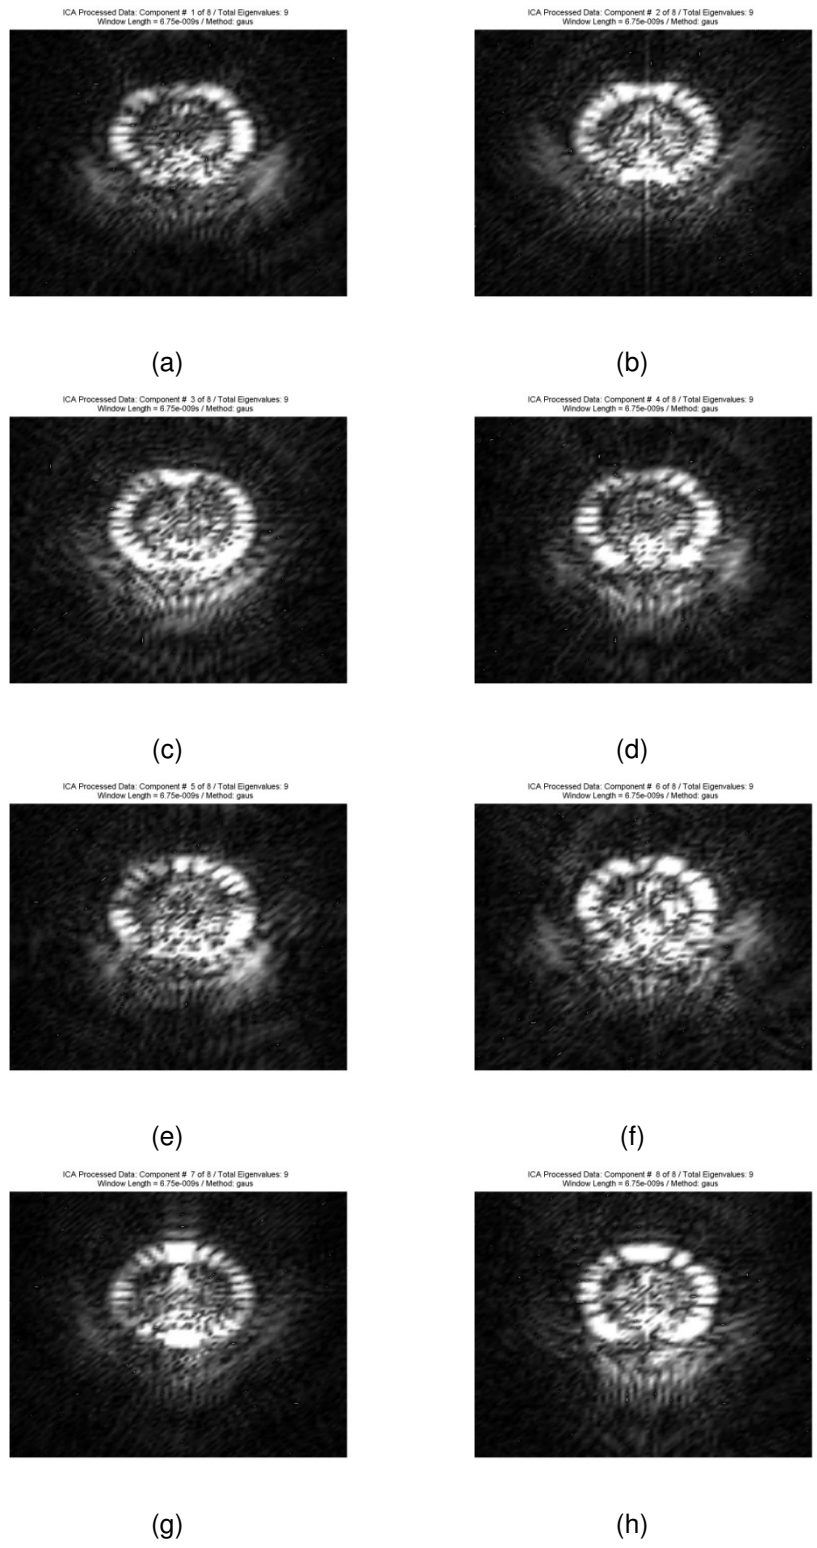 ICA Processed Data: Component # 1 of 8 / Total Eigenvalues: 9
Window Length = 6.75e-009s / Method: gaus
ICA Processed Data: Component # 2 of 8 / Total Eigenvalues: 9
Window Length = 6.75e-009s / Method: gaus
(a)
(b)
ICA Processed Data: Component # 3 of 8 / Total Eigenvalues: 9
Window Length = 6.75e-009s / Method: gaus
ICA Processed Data: Component # 4 of 8 / Total Eigenvalues: 9
Window Length = 6.75e-009s / Method: gaus
(c)
(d)
ICA Processed Data: Component # 5 of 8 / Total Eigenvalues: 9
Window Length = 6.75e-009s / Method: gaus
ICA Processed Data: Component # 6 of 8 / Total Eigenvalues: 9
Window Length = 6.75e-009s / Method: gaus
(e)
(f)
ICA Processed Data: Component # 7 of 8 / Total Eigenvalues: 9
Window Length = 6.75e-009s / Method: gaus
ICA Processed Data: Component # 8 of 8 / Total Eigenvalues: 9
Window Length = 6.75e-009s / Method: gaus
(g)
(h)